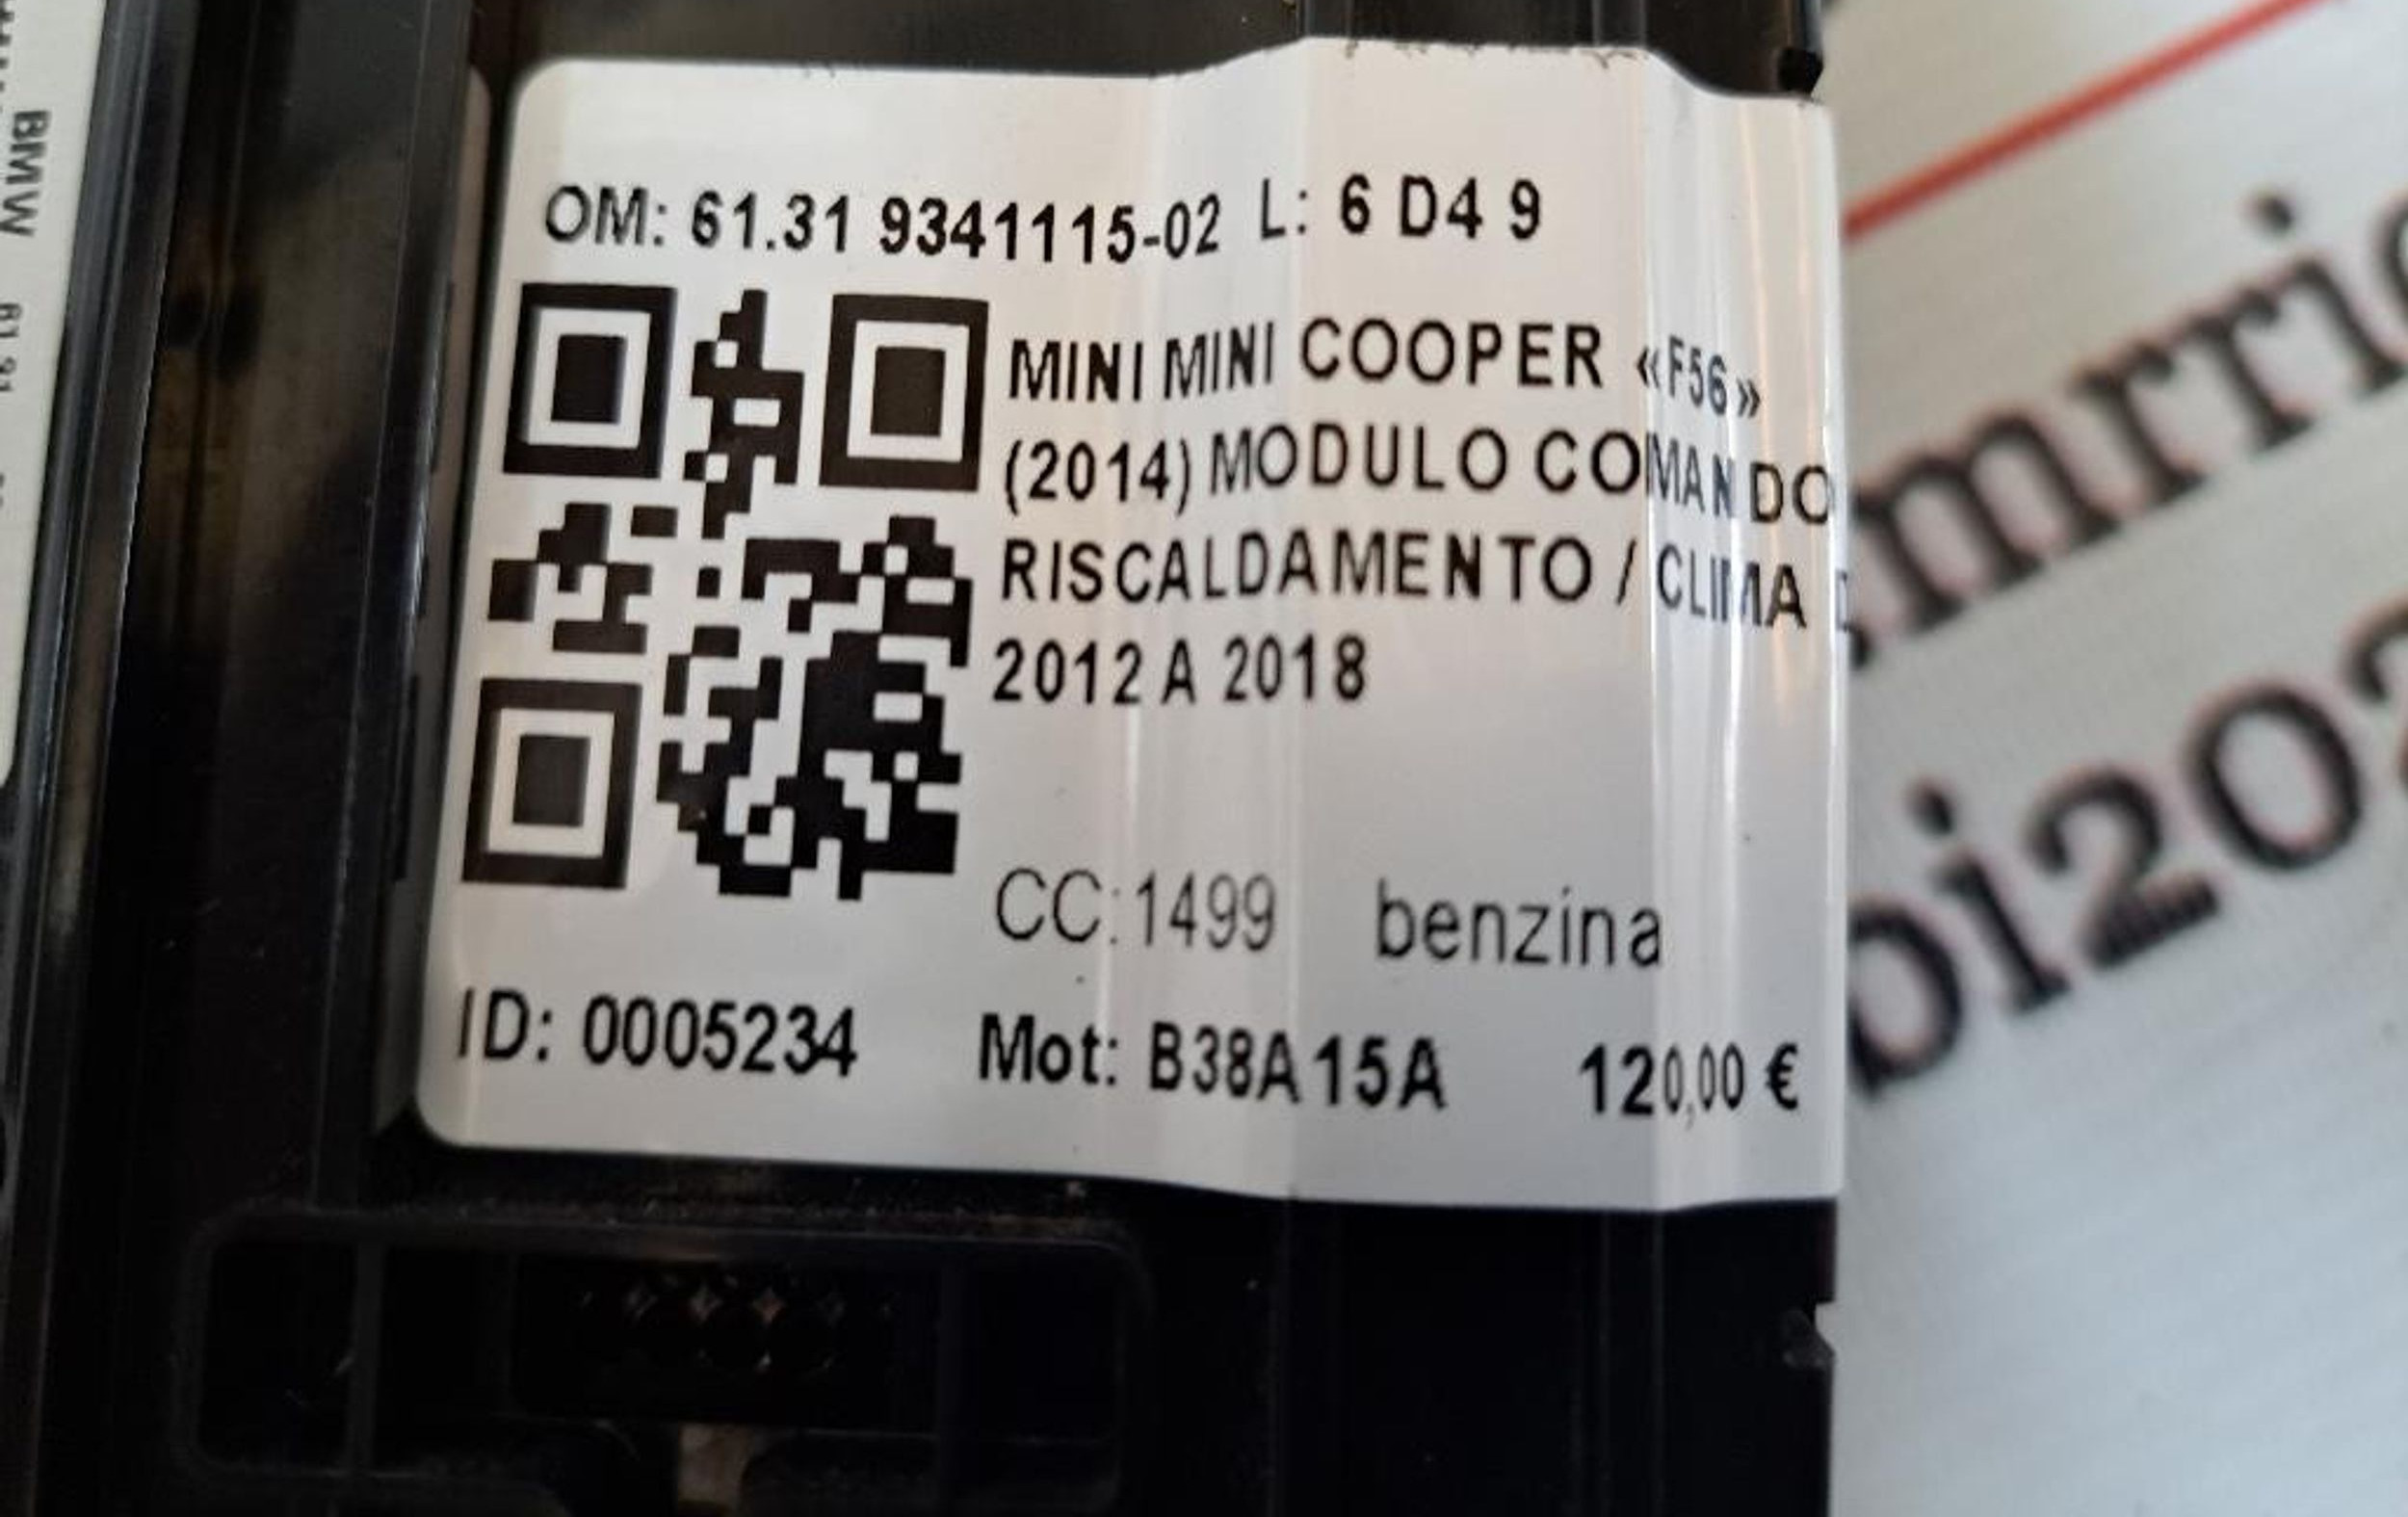 OM: 61.31 9341115-02 L: 6 D4 9
MINI MINI COOPER «F56»
(2014) MODULO COMANDO
RISCALDAMENTO / CLIMA
2012 A 2018
CC:1499 benzina
ID: 0005234 Mot: B38A15A 120,00 €
BMW